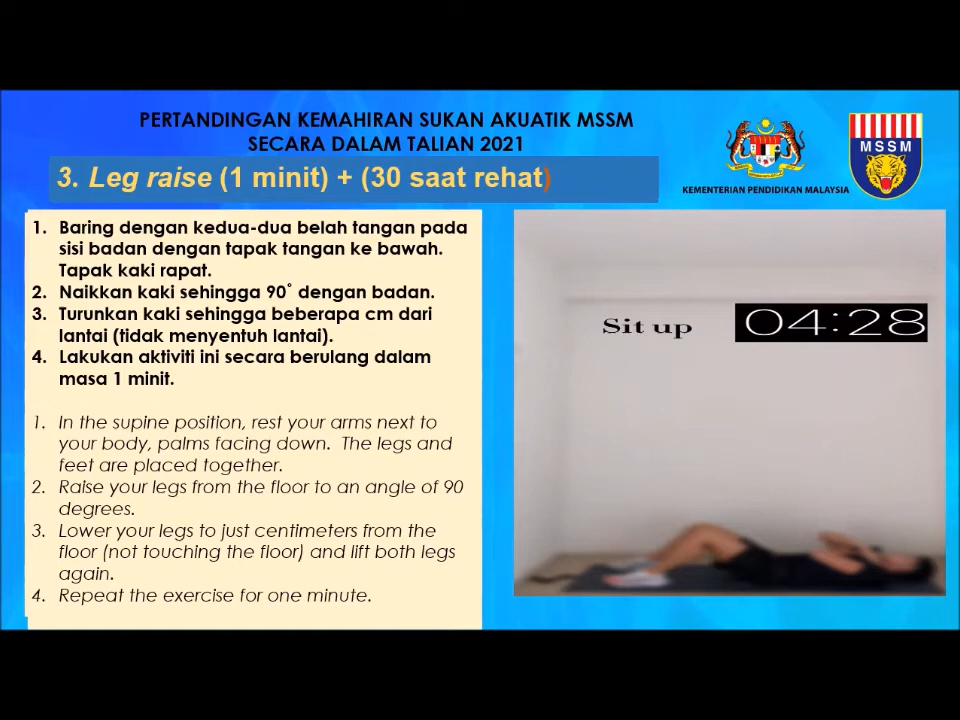 PERTANDINGAN KEMAHIRAN SUKAN AKUATIK MSSM
SECARA DALAM TALIAN 2021
3. Leg raise (1 minit) + (30 saat rehat)
KEMENTERIAN PENDIDIKAN MALAYSIA
MSSM
1. Baring dengan kedua-dua belah tangan pada
sisi badan dengan tapak tangan ke bawah.
Tapak kaki rapat.
2. Naikkan kaki sehingga 90° dengan badan.
3. Turunkan kaki sehingga beberapa cm dari
lantai (tidak menyentuh lantai).
4. Lakukan aktiviti ini secara berulang dalam
masa 1 minit.
1. In the supine position, rest your arms next to
your body, palms facing down. The legs and
feet are placed together.
2. Raise your legs from the floor to an angle of 90
degrees.
3. Lower your legs to just centimeters from the
floor (not touching the floor) and lift both legs
again.
4. Repeat the exercise for one minute.
Sit up
04:28